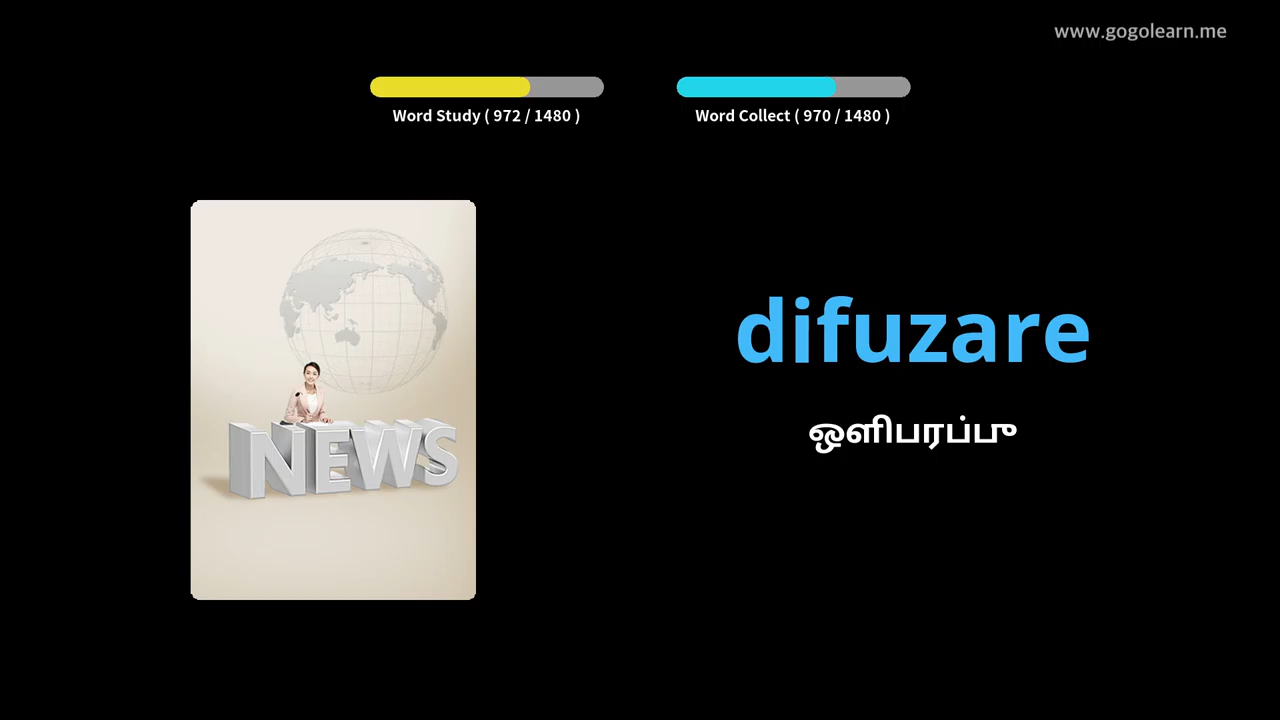 www.gogolearn.me
Word Study ( 972 / 1480 )
Word Collect ( 970 / 1480 )
NEWS
difuzare
ஒளிபரப்பு